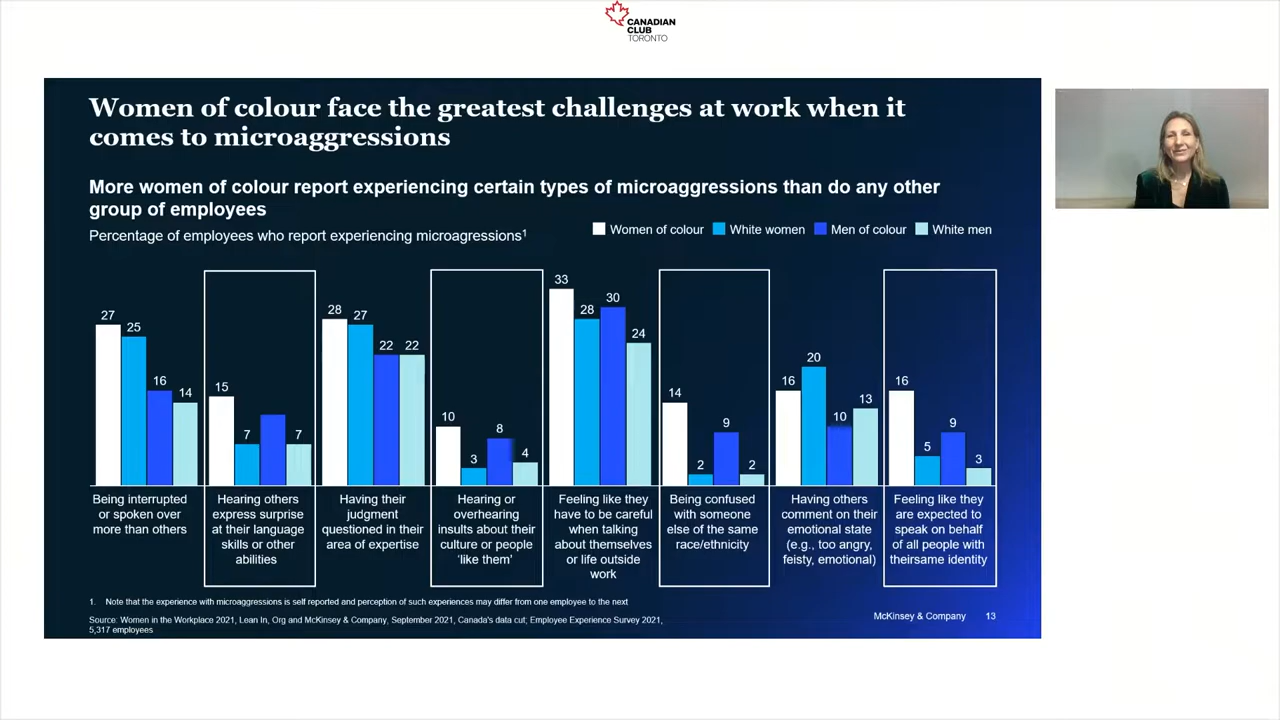 CANADIAN
CLUB
TORONTO
Women of colour face the greatest challenges at work when it
comes to microaggressions
More women of colour report experiencing certain types of microaggressions than do any other
group of employees
Percentage of employees who report experiencing microagressions1
Women of colour White women Men of colour White men
27 25 16 14
15 7 7
28 27 22 22
10 3 8 4
33 28 30 24
14 2 9 2
16 20 10 13
16 5 9 3
Being interrupted
or spoken over
more than others
Hearing others
express surprise
at their language
skills or other
abilities
Having their
judgment
questioned in their
area of expertise
Hearing or
overhearing
insults about their
culture or people
'like them'
Feeling like they
have to be careful
when talking
about themselves
or life outside
work
Being confused
with someone
else of the same
race/ethnicity
Having others
comment on their
emotional state
(e.g., too angry,
feisty, emotional)
Feeling like they
are expected to
speak on behalf
of all people with
theirsame identity
1. Note that the experience with microaggressions is self reported and perception of such experiences may differ from one employee to the next
Source: Women in the Workplace 2021, Lean In, Org and McKinsey & Company, September 2021, Canada's data cut; Employee Experience Survey 2021,
5,317 employees
McKinsey & Company 13